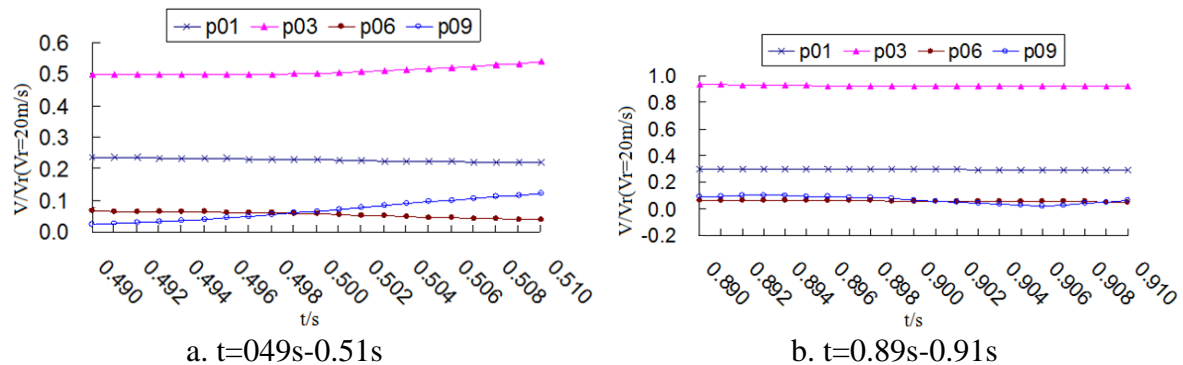 p01 p03 p06 p09
0.6
0.5
0.4
0.3
0.2
0.1
0.0
V/Vr(Vr=20m/s)
0.490 0.492 0.494 0.496 0.498 0.500 0.502 0.504 0.506 0.508 0.510
t/s
a. t=049s-0.51s
p01 p03 p06 p09
1.0
0.8
0.6
0.4
0.2
0.0
-0.2
V/Vr(Vr=20m/s)
0.890 0.892 0.894 0.896 0.898 0.900 0.902 0.904 0.906 0.908 0.910
t/s
b. t=0.89s-0.91s